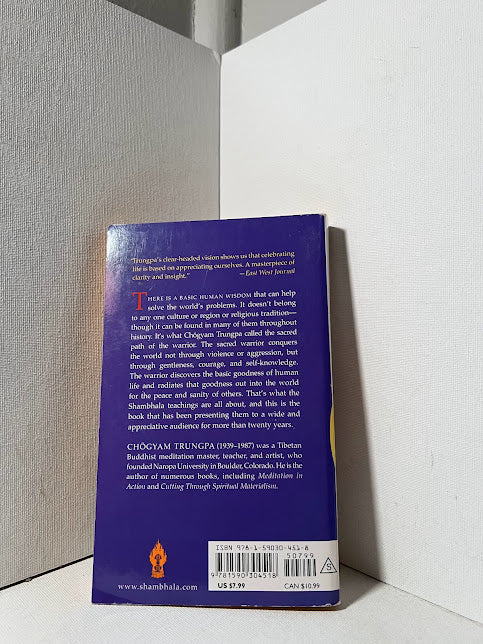 "Trungpa's clear-headed vision shows us that celebrating
life is based on appreciating ourselves. A masterpiece of
clarity and insight."
—East West Journal
THERE IS A BASIC HUMAN WISDOM that can help
solve the world's problems. It doesn't belong
to any one culture or region or religious tradition—
though it can be found in many of them throughout
history. It's what Chögyam Trungpa called the sacred
path of the warrior. The sacred warrior conquers
the world not through violence or aggression, but
through gentleness, courage, and self-knowledge.
The warrior discovers the basic goodness of human
life and radiates that goodness out into the world
for the peace and sanity of others. That's what the
Shambhala teachings are all about, and this is the
book that has been presenting them to a wide and
appreciative audience for more than twenty years.
CHÖGYAM TRUNGPA (1939–1987) was a Tibetan
Buddhist meditation master, teacher, and artist, who
founded Naropa University in Boulder, Colorado. He is the
author of numerous books, including Meditation in
Action and Cutting Through Spiritual Materialism.
www.shambhala.com
ISBN 978-1-59030-451-8
50799
9 781590 304518
S
US $7.99 CAN $10.99